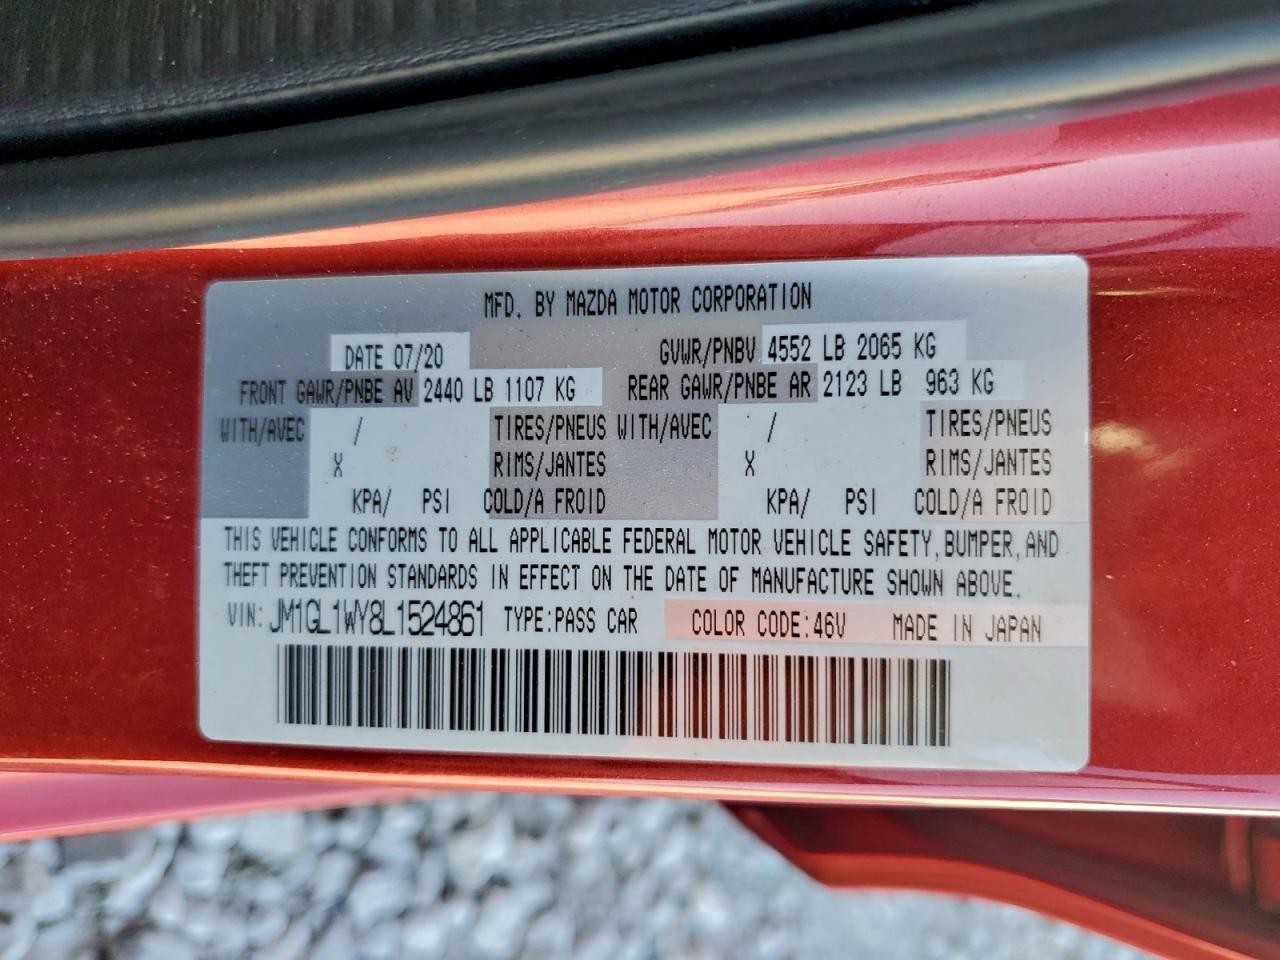 MFD. BY MAZDA MOTOR CORPORATION
DATE 07/20 GVWR/PNBV 4552 LB 2065 KG
FRONT GAWR/PNBE AV 2440 LB 1107 KG REAR GAWR/PNBE AR 2123 LB 963 KG
WITH/AVEC / TIRES/PNEUS WITH/AVEC / TIRES/PNEUS
X RIMS/JANTES X RIMS/JANTES
KPA/ PSI COLD/A FROID KPA/ PSI COLD/A FROID
THIS VEHICLE CONFORMS TO ALL APPLICABLE FEDERAL MOTOR VEHICLE SAFETY, BUMPER, AND
THEFT PREVENTION STANDARDS IN EFFECT ON THE DATE OF MANUFACTURE SHOWN ABOVE.
VIN: JM1GL1WY8L1524861 TYPE:PASS CAR COLOR CODE:46V MADE IN JAPAN